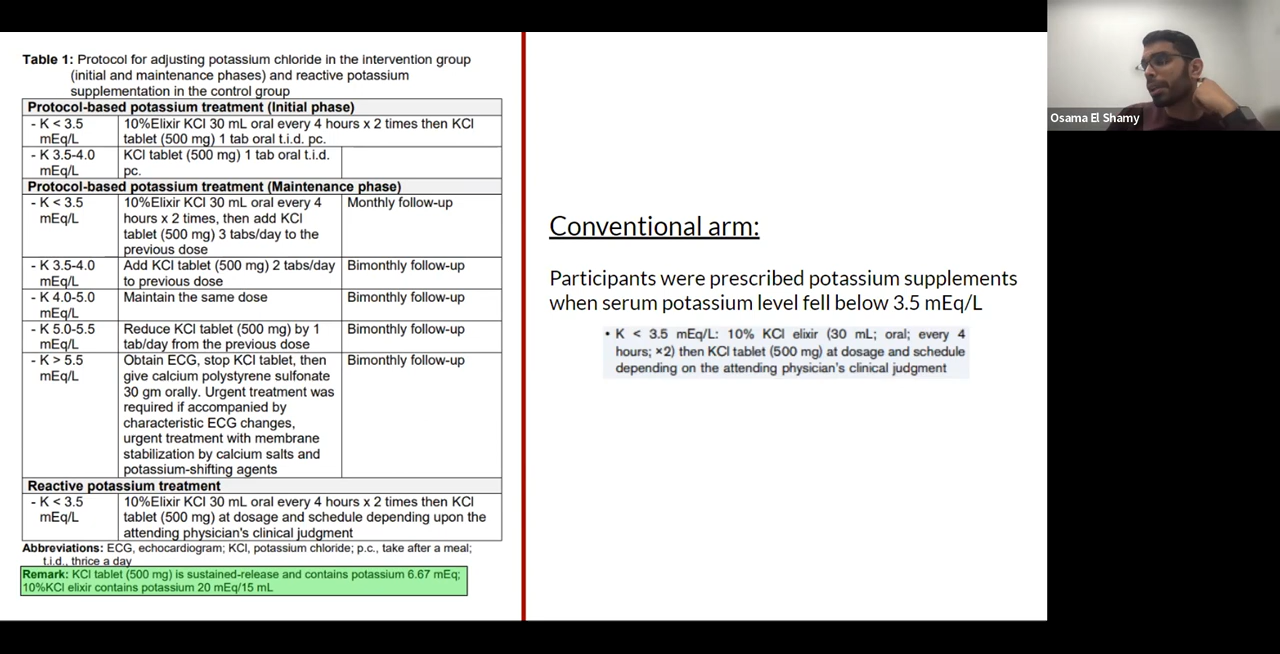 Table 1: Protocol for adjusting potassium chloride in the intervention group
(initial and maintenance phases) and reactive potassium
supplementation in the control group
Protocol-based potassium treatment (Initial phase)
- K < 3.5
mEq/L
10%Elixir KCl 30 mL oral every 4 hours x 2 times then KCl
tablet (500 mg) 1 tab oral t.i.d. pc.
- K 3.5-4.0
mEq/L
KCl tablet (500 mg) 1 tab oral t.i.d.
pc.
Protocol-based potassium treatment (Maintenance phase)
- K < 3.5
mEq/L
10%Elixir KCl 30 mL oral every 4
hours x 2 times, then add KCl
tablet (500 mg) 3 tabs/day to the
previous dose
Monthly follow-up
- K 3.5-4.0
mEq/L
Add KCl tablet (500 mg) 2 tabs/day
to previous dose
Bimonthly follow-up
- K 4.0-5.0
mEq/L
Maintain the same dose
Bimonthly follow-up
- K 5.0-5.5
mEq/L
Reduce KCl tablet (500 mg) by 1
tab/day from the previous dose
Bimonthly follow-up
- K > 5.5
mEq/L
Obtain ECG, stop KCl tablet, then
give calcium polystyrene sulfonate
30 gm orally. Urgent treatment was
required if accompanied by
characteristic ECG changes,
urgent treatment with membrane
stabilization by calcium salts and
potassium-shifting agents
Bimonthly follow-up
Reactive potassium treatment
- K < 3.5
mEq/L
10%Elixir KCl 30 mL oral every 4 hours x 2 times then KCl
tablet (500 mg) at dosage and schedule depending upon the
attending physician's clinical judgment
Abbreviations: ECG, echocardiogram; KCl, potassium chloride; p.c., take after a meal;
t.i.d., thrice a day
Remark: KCl tablet (500 mg) is sustained-release and contains potassium 6.67 mEq;
10%KCl elixir contains potassium 20 mEq/15 mL
Conventional arm:
Participants were prescribed potassium supplements
when serum potassium level fell below 3.5 mEq/L
• K < 3.5 mEq/L: 10% KCl elixir (30 mL; oral; every 4
hours; ×2) then KCl tablet (500 mg) at dosage and schedule
depending on the attending physician's clinical judgment
Osama El Shamy